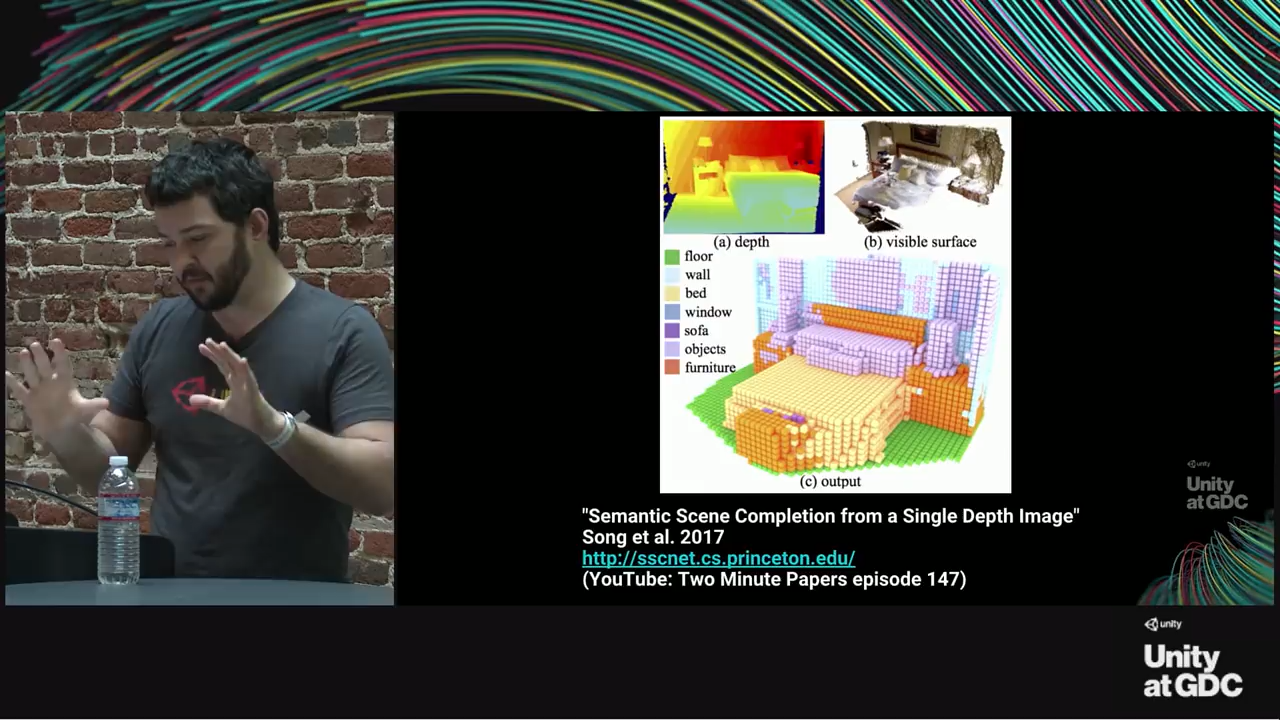 (a) depth
(b) visible surface
floor
wall
bed
window
sofa
objects
furniture
(c) output
"Semantic Scene Completion from a Single Depth Image"
Song et al. 2017
http://sscnet.cs.princeton.edu/
(YouTube: Two Minute Papers episode 147)
unity
Unity
at GDC
unity
Unity
at GDC